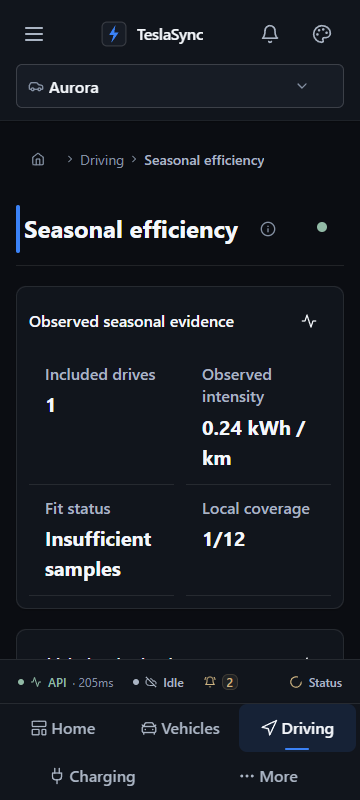 TeslaSync
Aurora
Driving
Seasonal efficiency
Seasonal efficiency
Observed seasonal evidence
Included drives
1
Observed
intensity
0.24 kWh /
km
Fit status
Insufficient
samples
Local coverage
1/12
API · 205ms
Idle
2
Status
Home
Vehicles
Driving
Charging
More